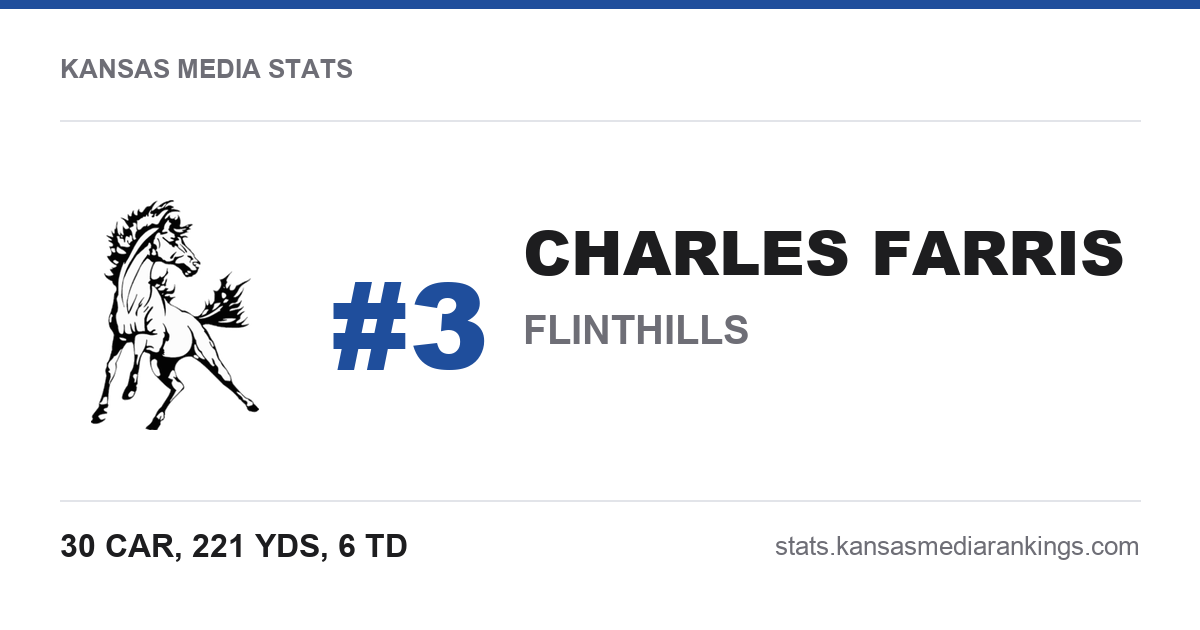 KANSAS MEDIA STATS
#3
CHARLES FARRIS
FLINTHILLS
30 CAR, 221 YDS, 6 TD
stats.kansasmediarankings.com